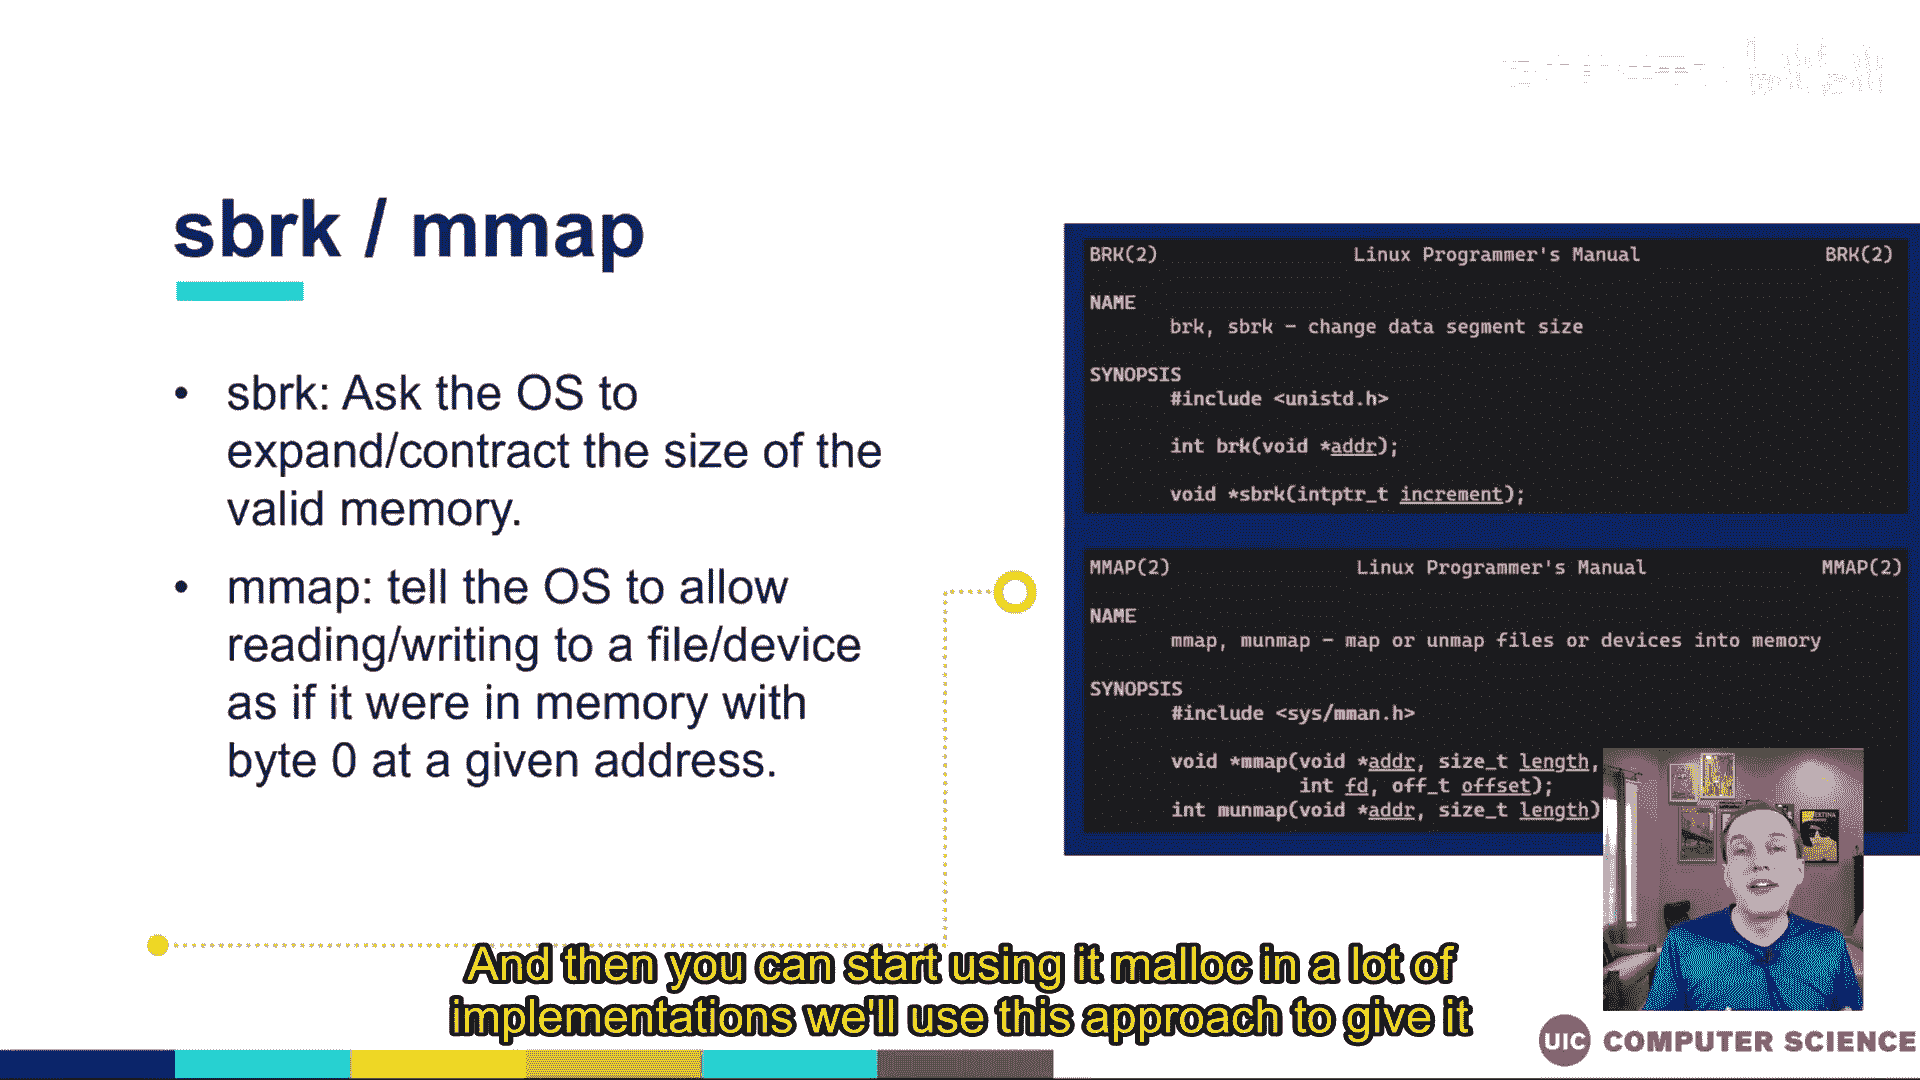 sbrk / mmap
• sbrk: Ask the OS to
expand/contract the size of the
valid memory.
• mmap: tell the OS to allow
reading/writing to a file/device
as if it were in memory with
byte 0 at a given address.
BRK(2) Linux Programmer's Manual BRK(2)
NAME
brk, sbrk - change data segment size
SYNOPSIS
#include <unistd.h>
int brk(void *addr);
void *sbrk(intptr_t increment);
MMAP(2) Linux Programmer's Manual MMAP(2)
NAME
mmap, munmap - map or unmap files or devices into memory
SYNOPSIS
#include <sys/mman.h>
void *mmap(void *addr, size_t length,
int fd, off_t offset);
int munmap(void *addr, size_t length)
And then you can start using it malloc in a lot of
implementations we'll use this approach to give it
UIC COMPUTER SCIENCE